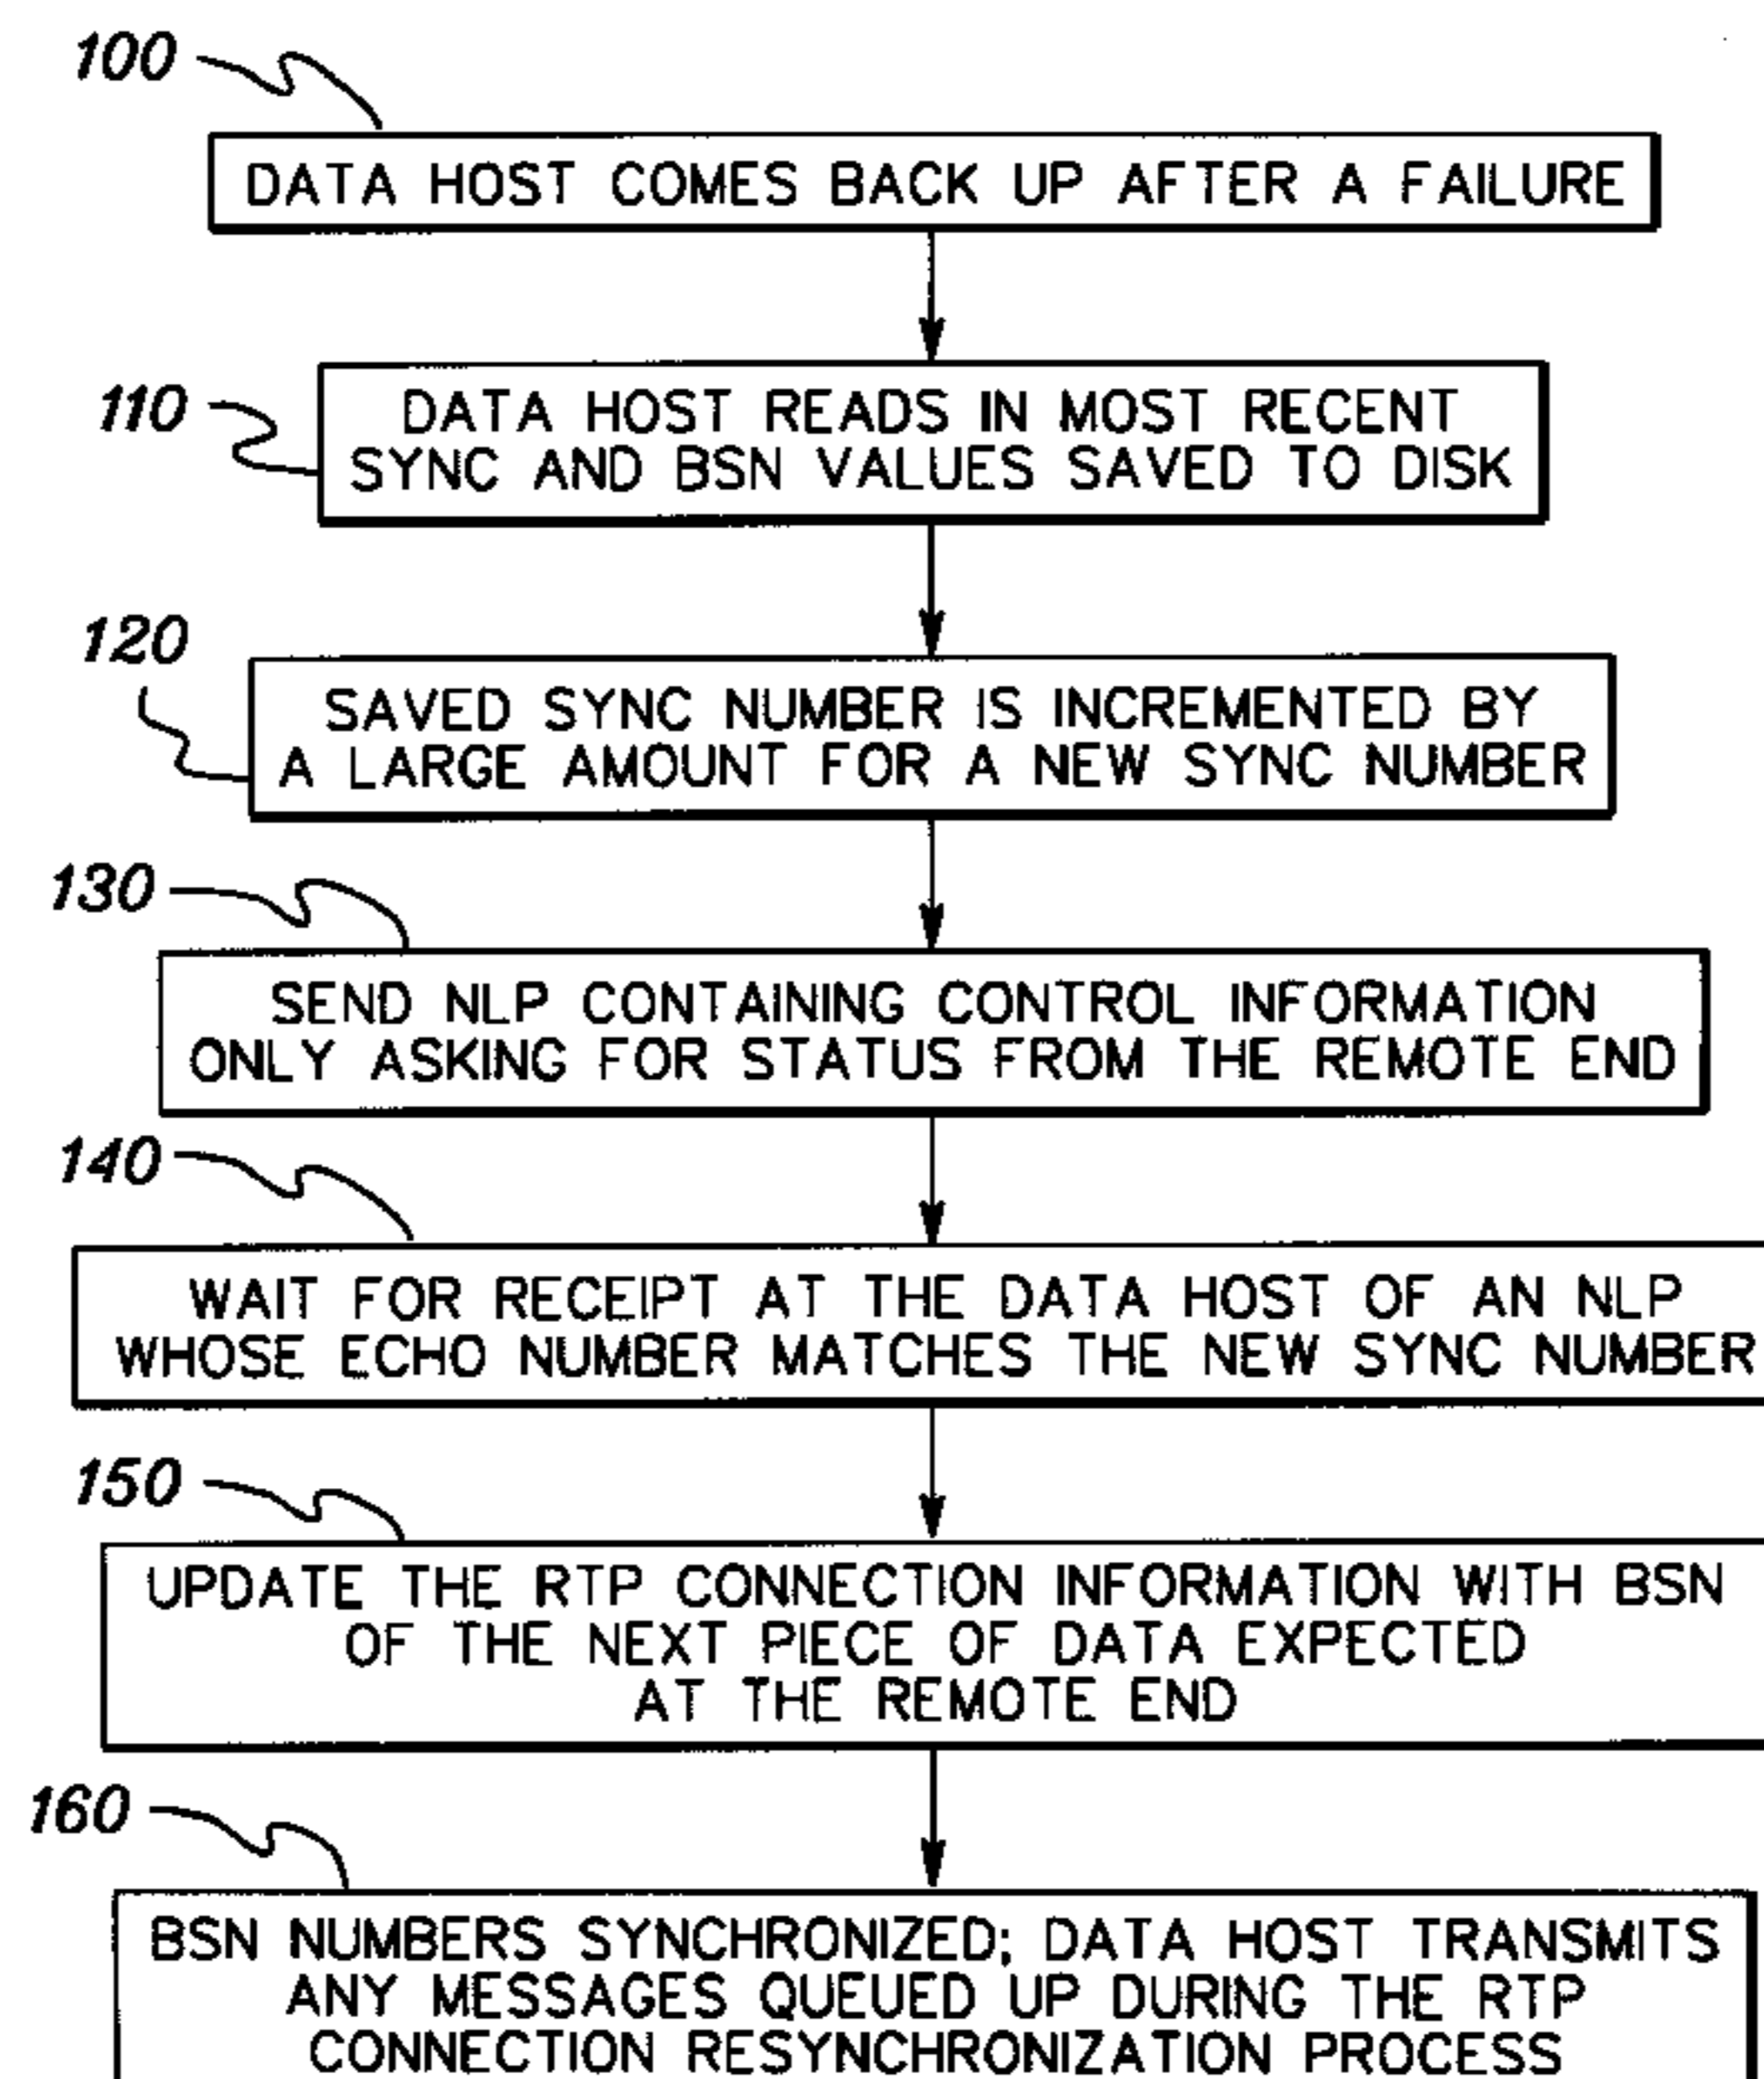 100
DATA HOST COMES BACK UP AFTER A FAILURE
110
DATA HOST READS IN MOST RECENT
SYNC AND BSN VALUES SAVED TO DISK
120
SAVED SYNC NUMBER IS INCREMENTED BY
A LARGE AMOUNT FOR A NEW SYNC NUMBER
130
SEND NLP CONTAINING CONTROL INFORMATION
ONLY ASKING FOR STATUS FROM THE REMOTE END
140
WAIT FOR RECEIPT AT THE DATA HOST OF AN NLP
WHOSE ECHO NUMBER MATCHES THE NEW SYNC NUMBER
150
UPDATE THE RTP CONNECTION INFORMATION WITH BSN
OF THE NEXT PIECE OF DATA EXPECTED
AT THE REMOTE END
160
BSN NUMBERS SYNCHRONIZED; DATA HOST TRANSMITS
ANY MESSAGES QUEUED UP DURING THE RTP
CONNECTION RESYNCHRONIZATION PROCESS